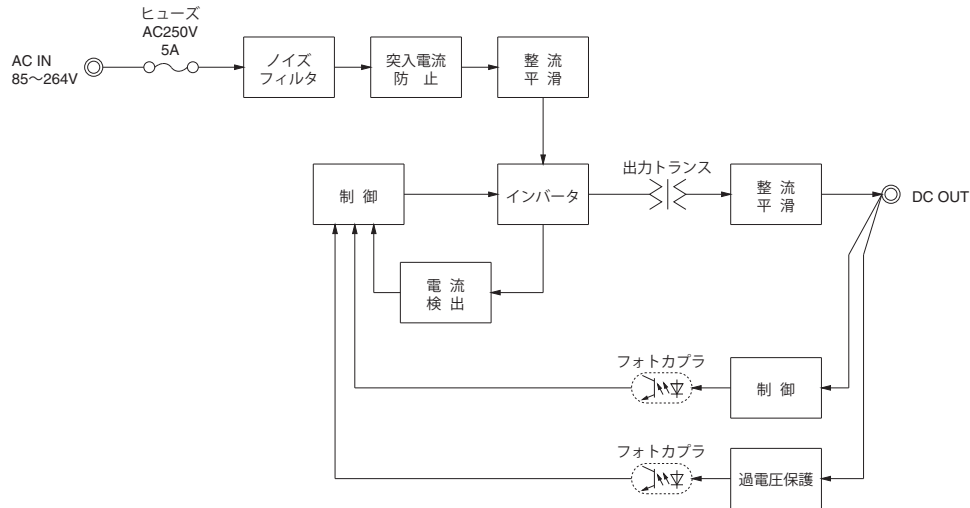 ヒューズ
AC250V
5A
AC IN
85～264V
ノイズ
フィルタ
突入電流
防 止
整 流
平 滑
制 御
インバータ
出力トランス
整 流
平 滑
DC OUT
電 流
検 出
フォトカプラ
制 御
フォトカプラ
過電圧保護